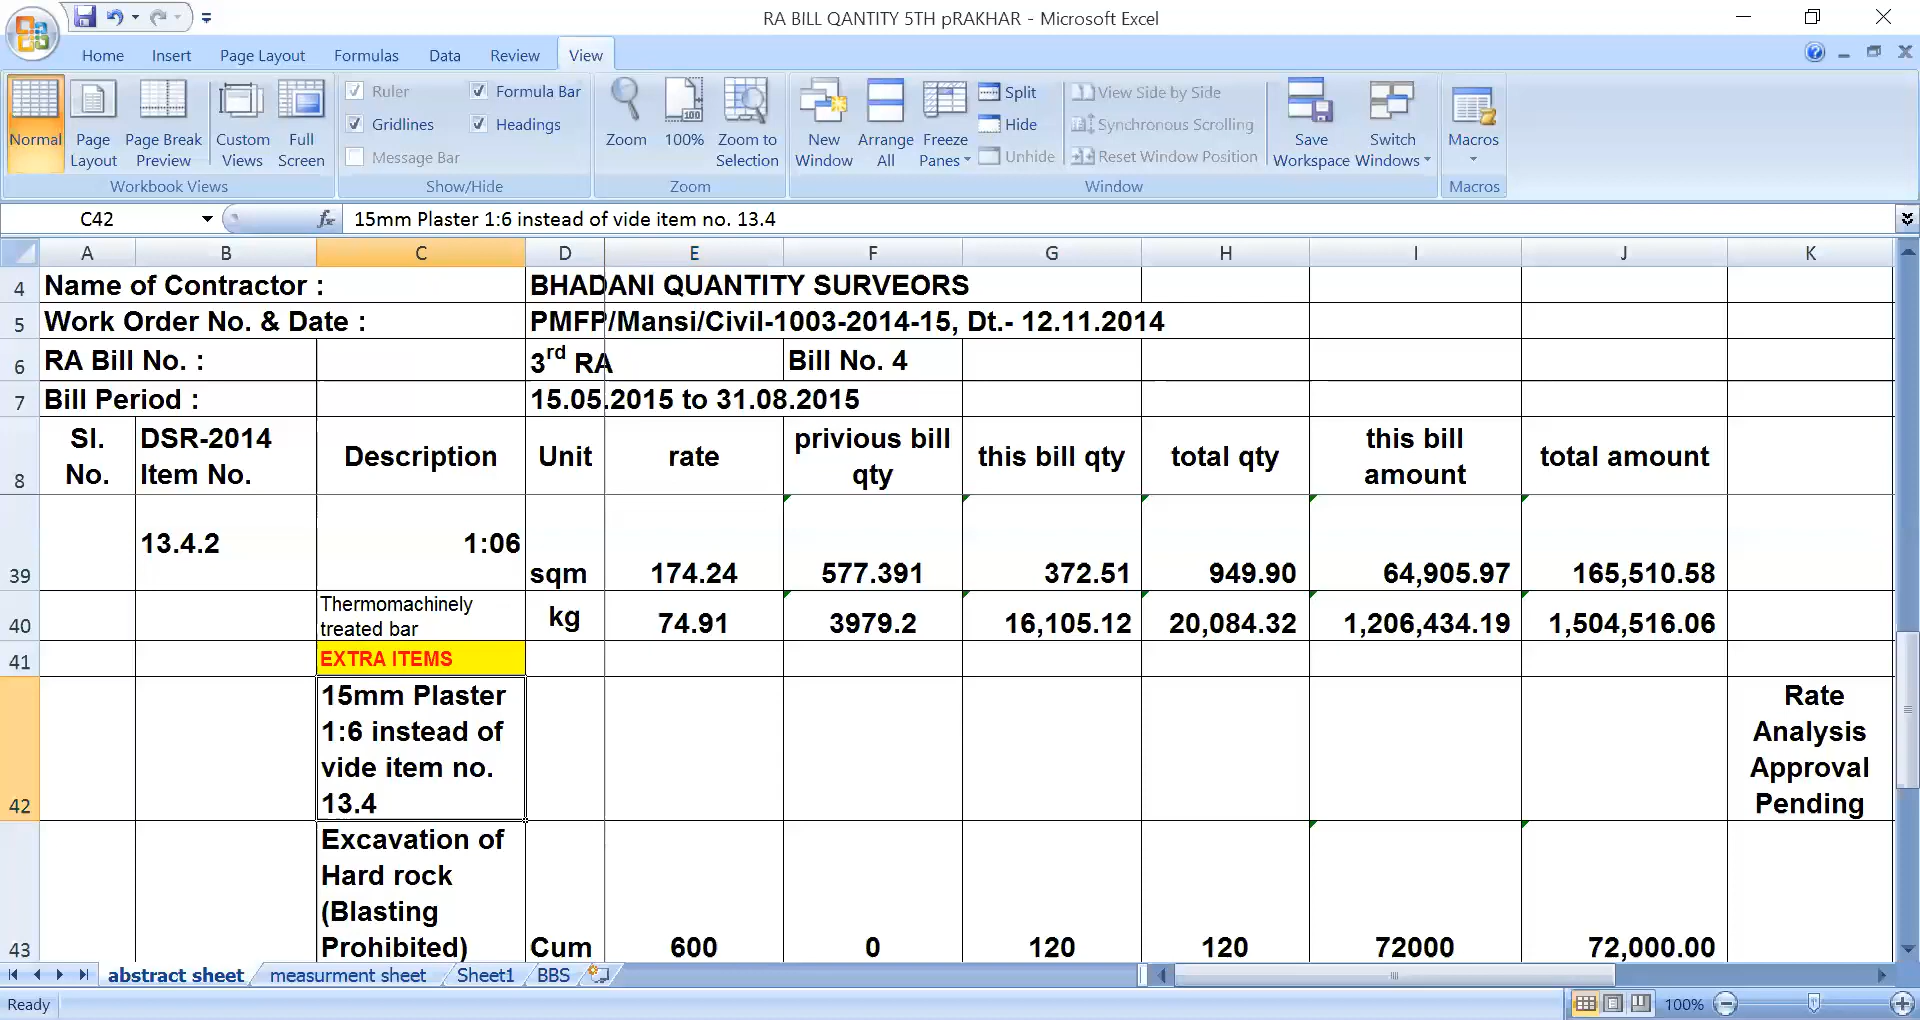 RA BILL QANTITY 5TH pRAKHAR - Microsoft Excel
Home Insert Page Layout Formulas Data Review View
Normal Page Layout Page Break Preview Custom Views Full Screen
Workbook Views
Ruler Formula Bar
Gridlines Headings
Message Bar
Show/Hide
Zoom 100% Zoom to Selection
Zoom
New Window Arrange All Freeze Panes
Split
Hide
Unhide
View Side by Side
Synchronous Scrolling
Reset Window Position
Window
Save Workspace Switch Windows
Macros
Macros
C42 fx 15mm Plaster 1:6 instead of vide item no. 13.4
A B C D E F G H I J K
4 Name of Contractor : BHADANI QUANTITY SURVEORS
5 Work Order No. & Date : PMFP/Mansi/Civil-1003-2014-15, Dt.- 12.11.2014
6 RA Bill No. : 3rd RA Bill No. 4
7 Bill Period : 15.05.2015 to 31.08.2015
8 Sl. No. DSR-2014 Item No. Description Unit rate privious bill qty this bill qty total qty this bill amount total amount
39 13.4.2 1:06 sqm 174.24 577.391 372.51 949.90 64,905.97 165,510.58
40 Thermomachinely treated bar kg 74.91 3979.2 16,105.12 20,084.32 1,206,434.19 1,504,516.06
41 EXTRA ITEMS
42 15mm Plaster 1:6 instead of vide item no. 13.4 Rate Analysis Approval Pending
43 Excavation of Hard rock (Blasting Prohibited) Cum 600 0 120 120 72000 72,000.00
abstract sheet measurment sheet Sheet1 BBS
Ready 100%